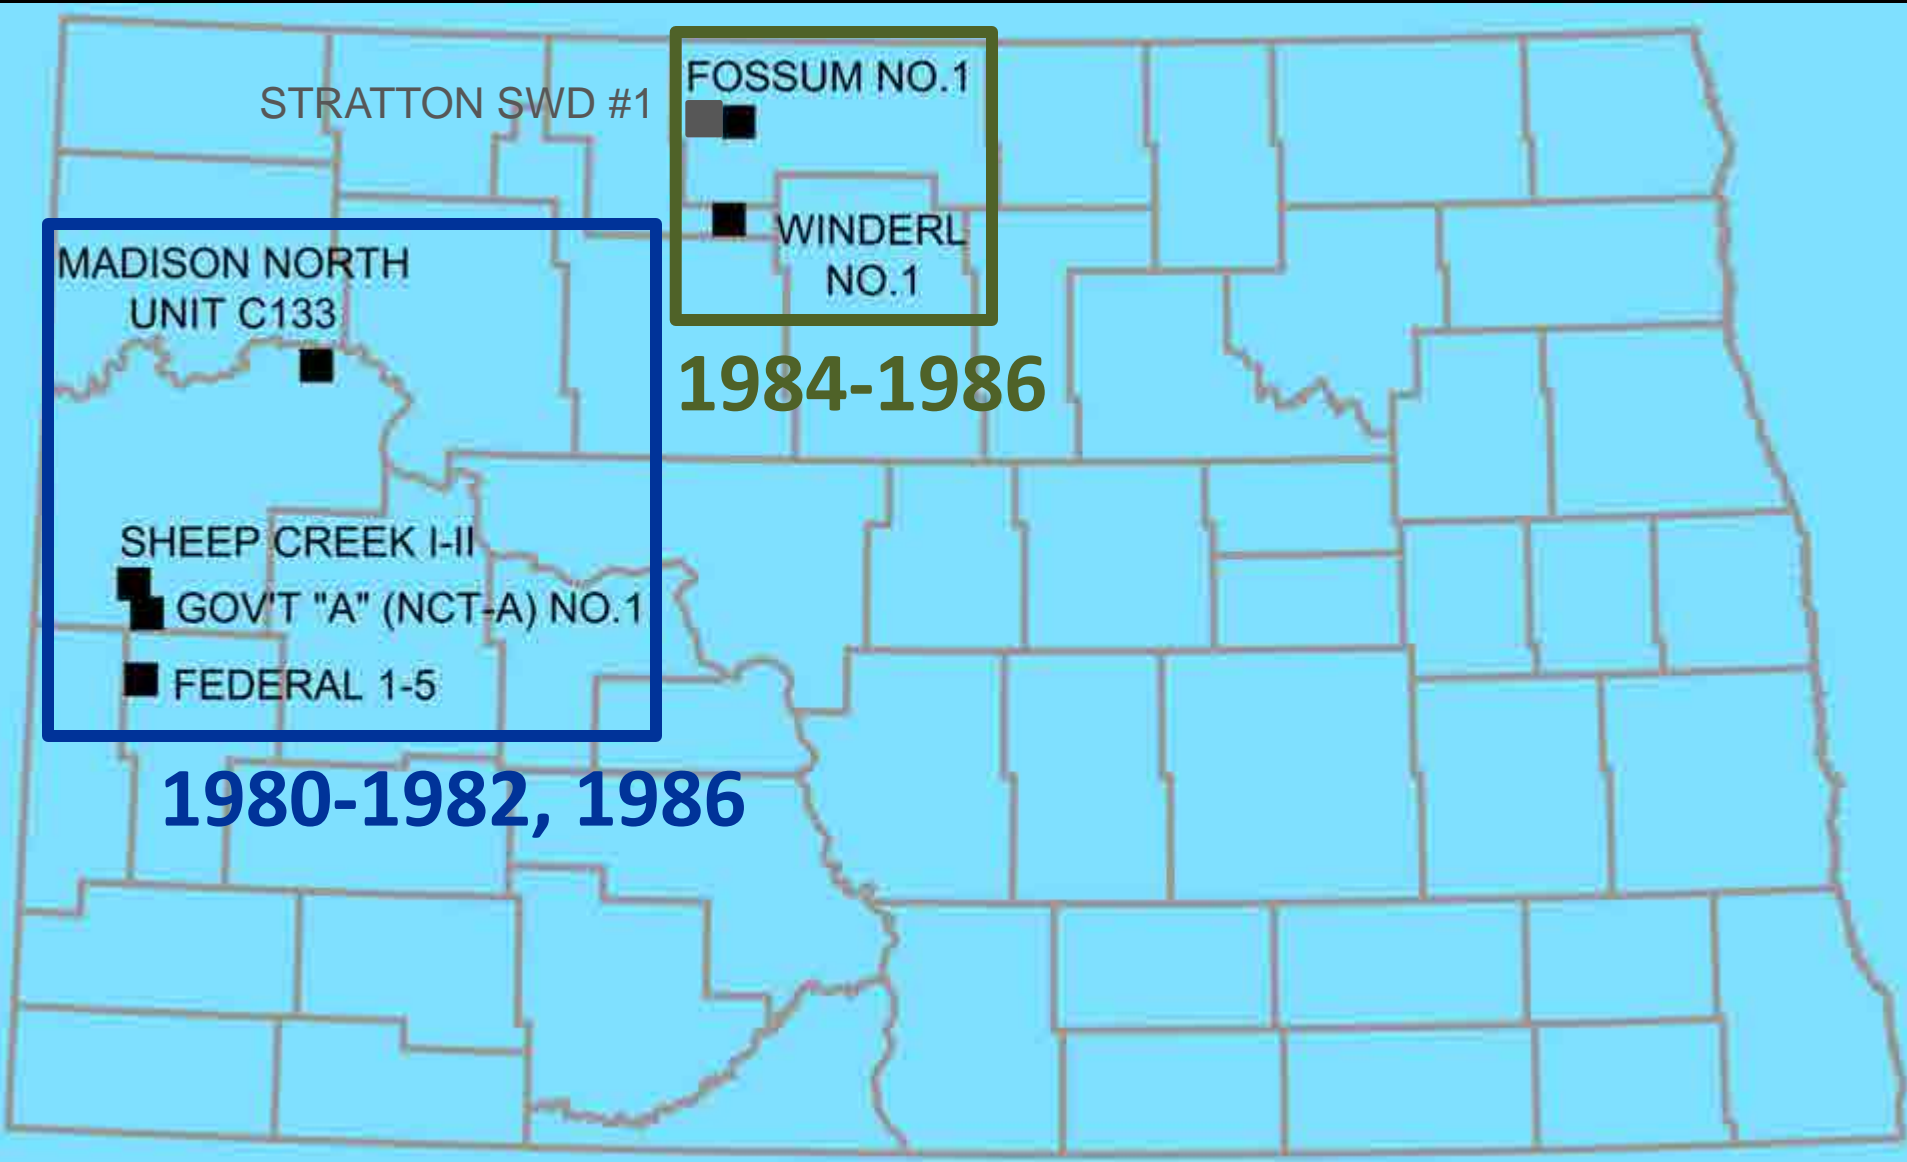 FOSSUM NO.1
STRATTON SWD #1
WINDERL
NO.1
MADISON NORTH
UNIT C133
1984-1986
SHEEP CREEK I-II
GOV'T "A" (NCT-A) NO.1
FEDERAL 1-5
1980-1982, 1986